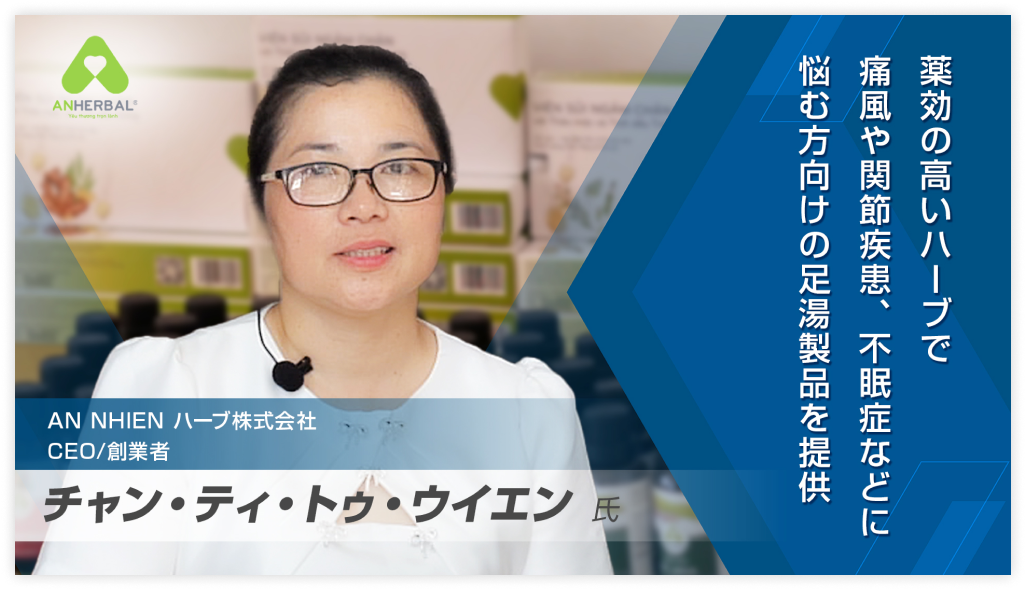 ANHERBAL®
薬効の高いハーブで
痛風や関節疾患、不眠症などに
悩む方向けの足湯製品を提供
AN NHIEN ハーブ株式会社
CEO/創業者
チャン・ティ・トゥ・ウイエン 氏